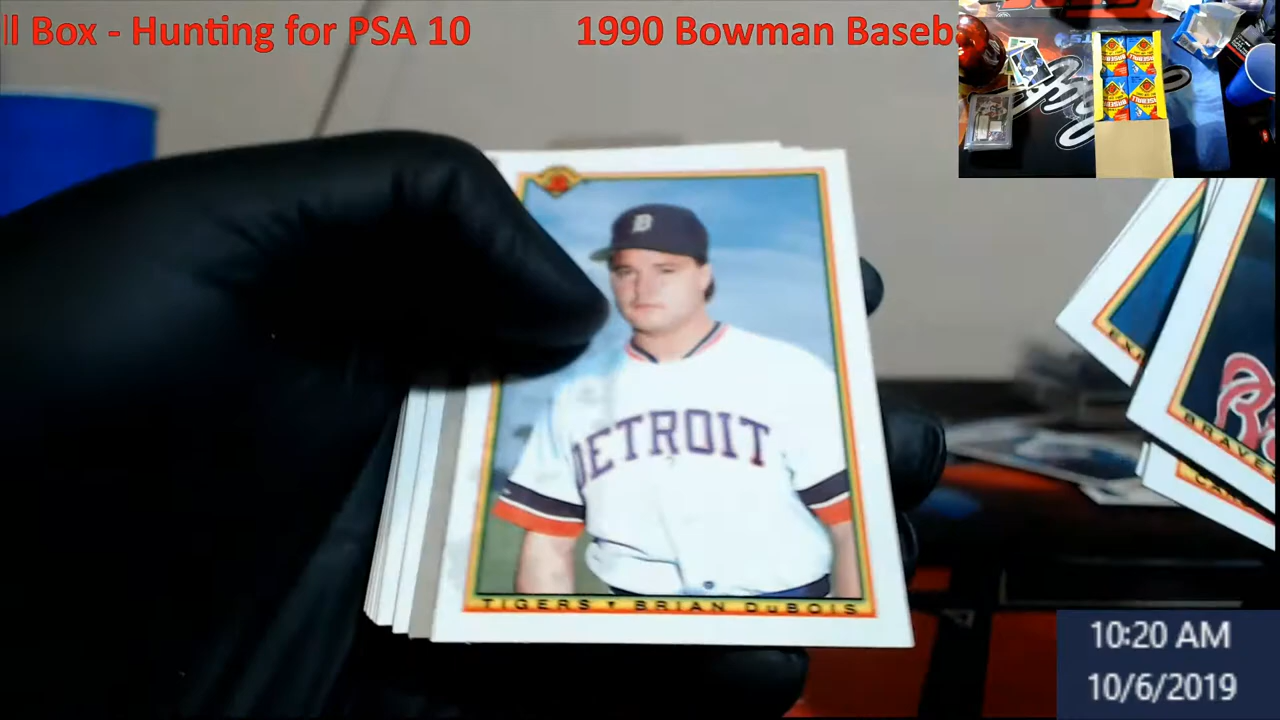 ll Box - Hunting for PSA 10 1990 Bowman Baseb
B
DETROIT
TIGERS ▾ BRIAN DuBOIS
BRAVES
10:20 AM
10/6/2019